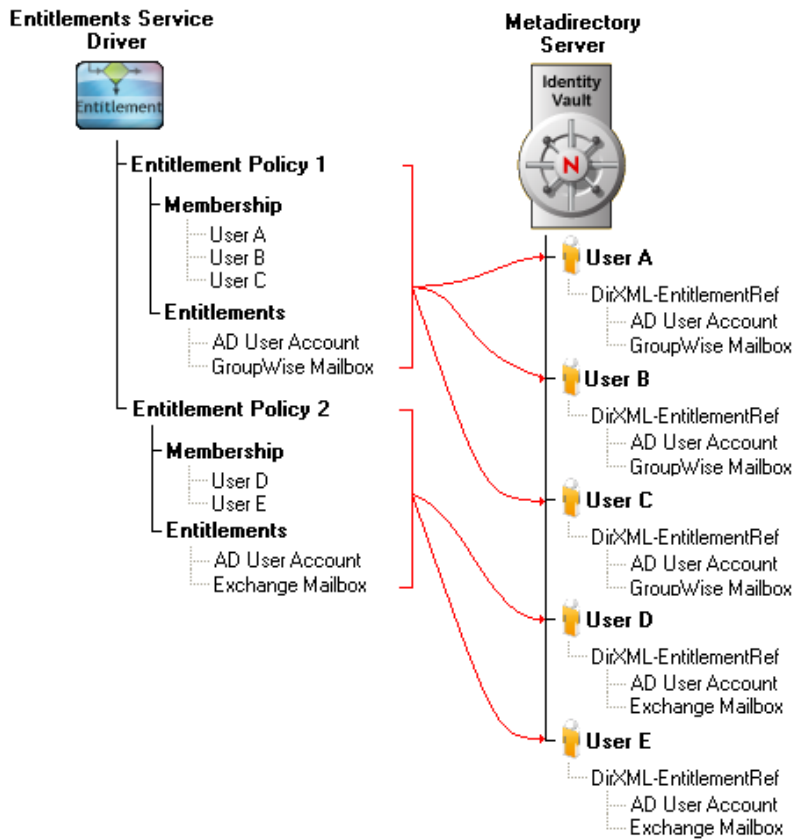 Entitlements Service
Driver
Entitlement
Entitlement Policy 1
Membership
User A
User B
User C
Entitlements
AD User Account
GroupWise Mailbox
Entitlement Policy 2
Membership
User D
User E
Entitlements
AD User Account
Exchange Mailbox
Metadirectory
Server
Identity
Vault
N
User A
DirXML-EntitlementRef
AD User Account
GroupWise Mailbox
User B
DirXML-EntitlementRef
AD User Account
GroupWise Mailbox
User C
DirXML-EntitlementRef
AD User Account
GroupWise Mailbox
User D
DirXML-EntitlementRef
AD User Account
Exchange Mailbox
User E
DirXML-EntitlementRef
AD User Account
Exchange Mailbox